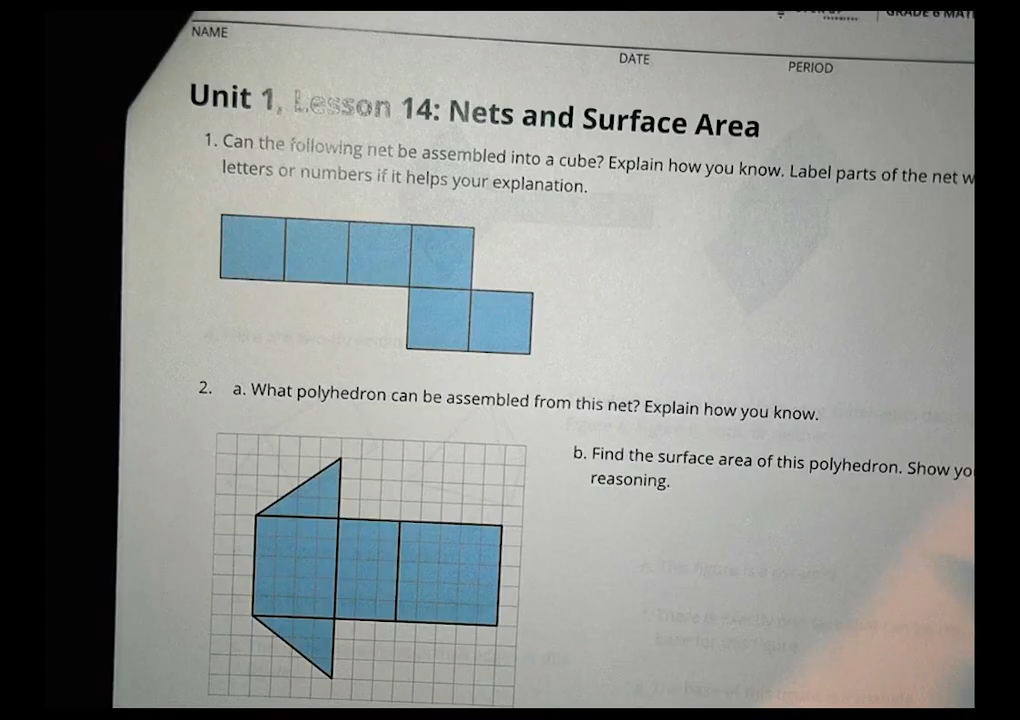 GRADE 6 MAT
NAME
DATE
PERIOD
Unit 1, Lesson 14: Nets and Surface Area
1. Can the following net be assembled into a cube? Explain how you know. Label parts of the net w
letters or numbers if it helps your explanation.
2. a. What polyhedron can be assembled from this net? Explain how you know.
b. Find the surface area of this polyhedron. Show yo
reasoning.